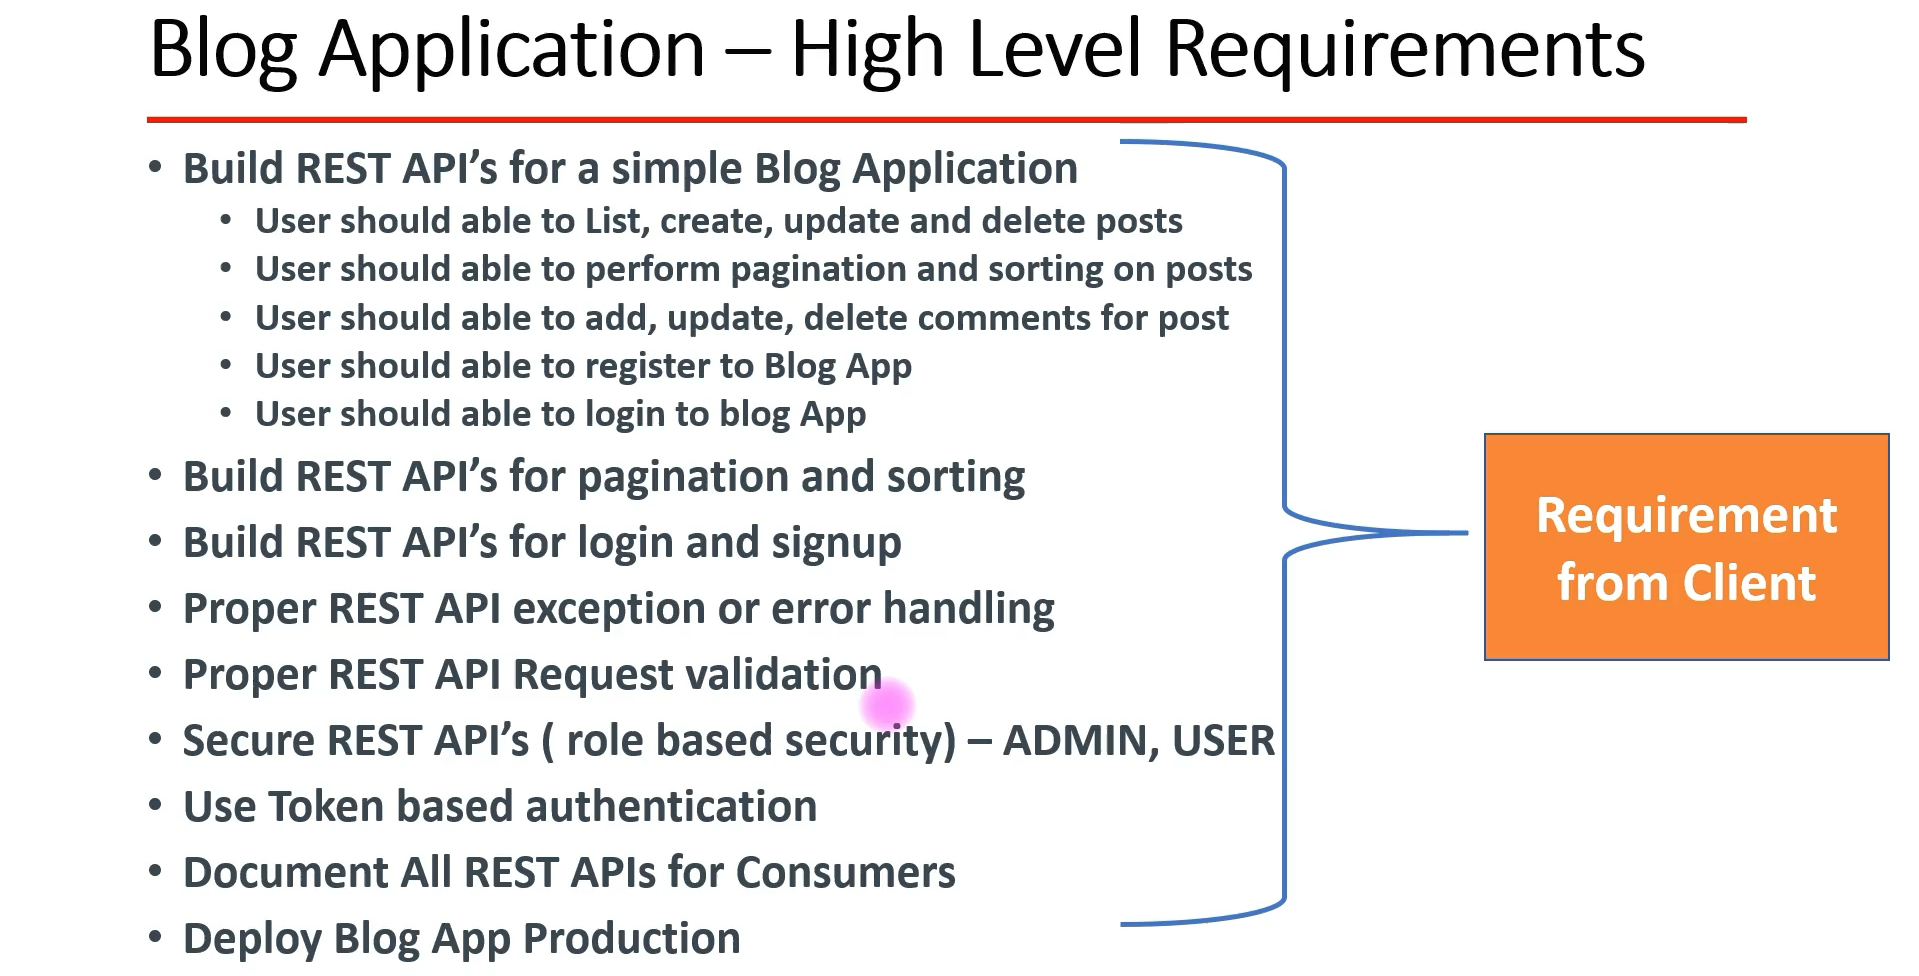 Blog Application – High Level Requirements
• Build REST API’s for a simple Blog Application
• User should able to List, create, update and delete posts
• User should able to perform pagination and sorting on posts
• User should able to add, update, delete comments for post
• User should able to register to Blog App
• User should able to login to blog App
• Build REST API’s for pagination and sorting
• Build REST API’s for login and signup
• Proper REST API exception or error handling
• Proper REST API Request validation
• Secure REST API’s ( role based security) – ADMIN, USER
• Use Token based authentication
• Document All REST APIs for Consumers
• Deploy Blog App Production
Requirement
from Client